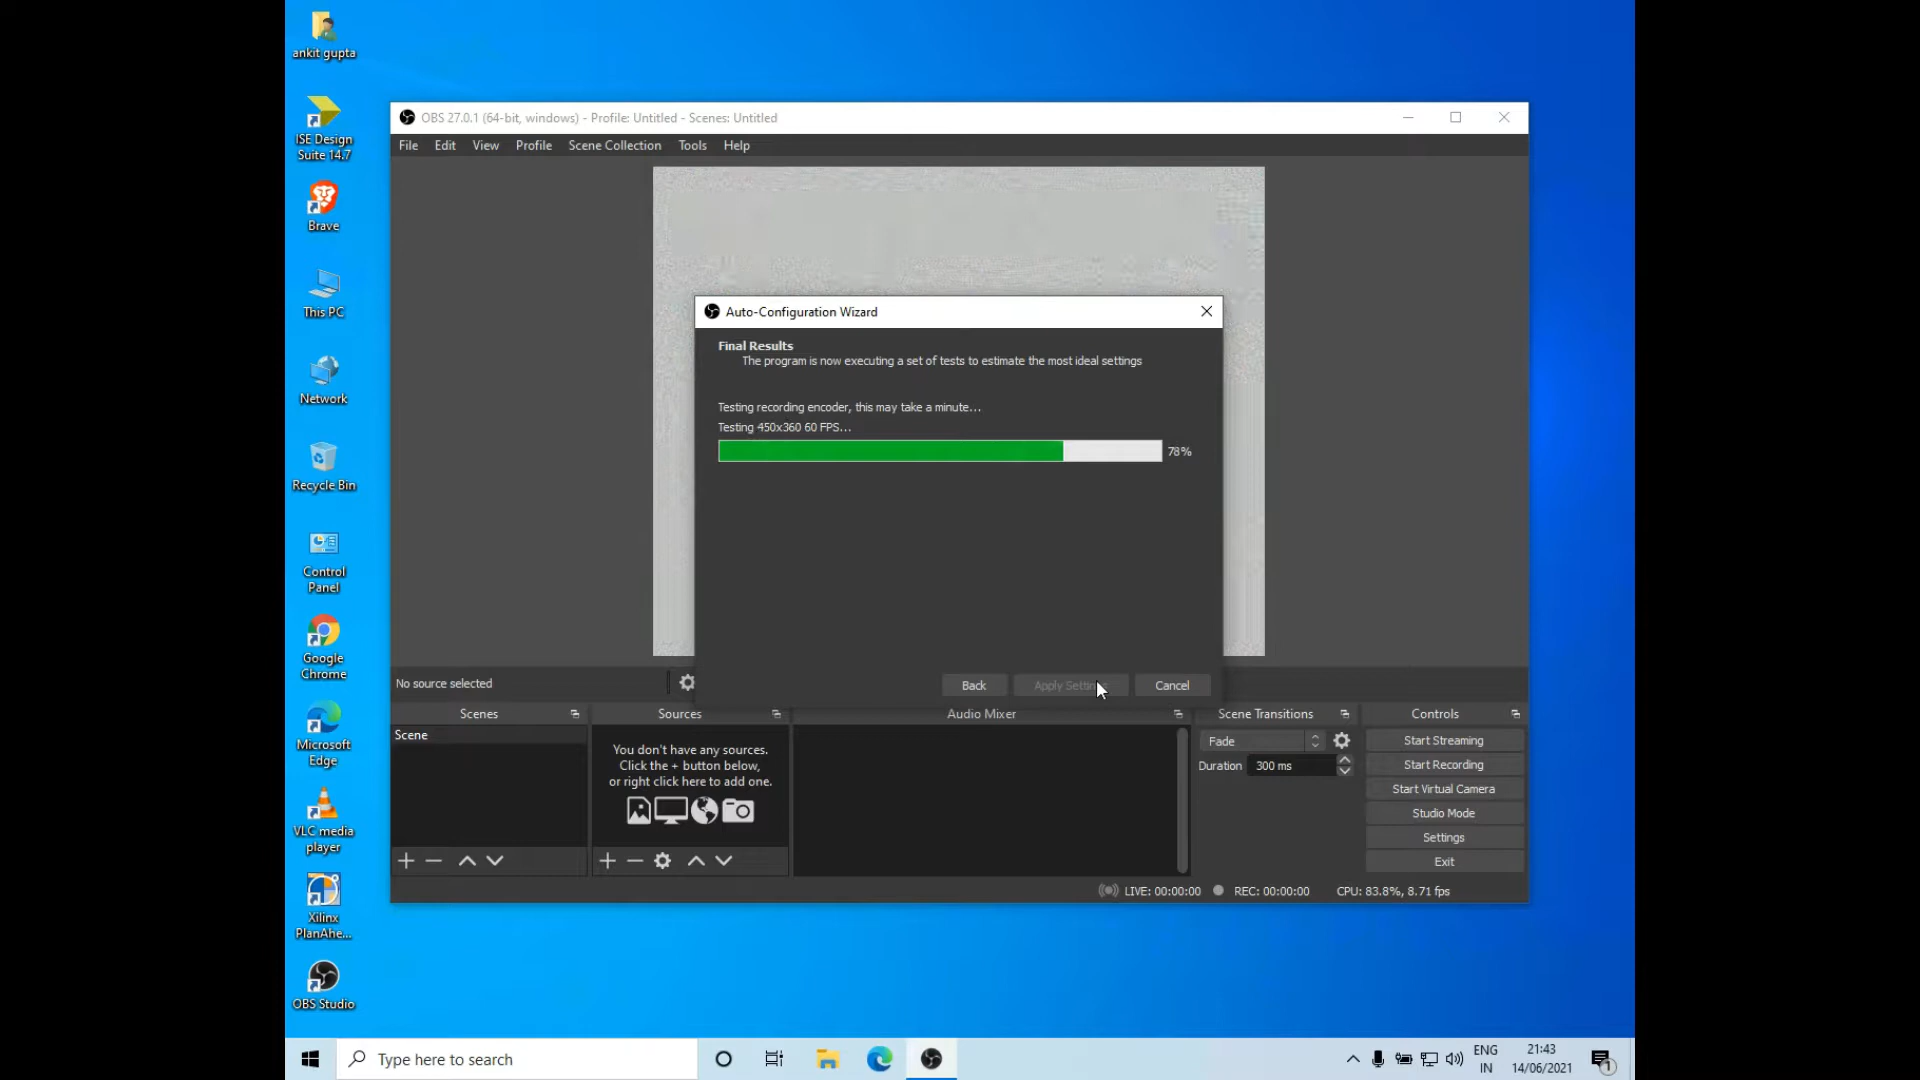 ankit gupta
ISE Design
Suite 14.7
Brave
This PC
Network
Recycle Bin
Control
Panel
Google
Chrome
Microsoft
Edge
VLC media
player
Xilinx
PlanAhe...
OBS Studio
OBS 27.0.1 (64-bit, windows) - Profile: Untitled - Scenes: Untitled
File Edit View Profile Scene Collection Tools Help
Auto-Configuration Wizard
Final Results
The program is now executing a set of tests to estimate the most ideal settings
Testing recording encoder, this may take a minute...
Testing 450x360 60 FPS...
78%
Back Apply Cancel
No source selected
Scenes
Scene
Sources
You don't have any sources.
Click the + button below,
or right click here to add one.
Audio Mixer
Scene Transitions
Fade
Duration 300 ms
Controls
Start Streaming
Start Recording
Start Virtual Camera
Studio Mode
Settings
Exit
LIVE: 00:00:00 REC: 00:00:00 CPU: 83.8%, 8.71 fps
Type here to search
ENG
IN
21:43
14/06/2021
1